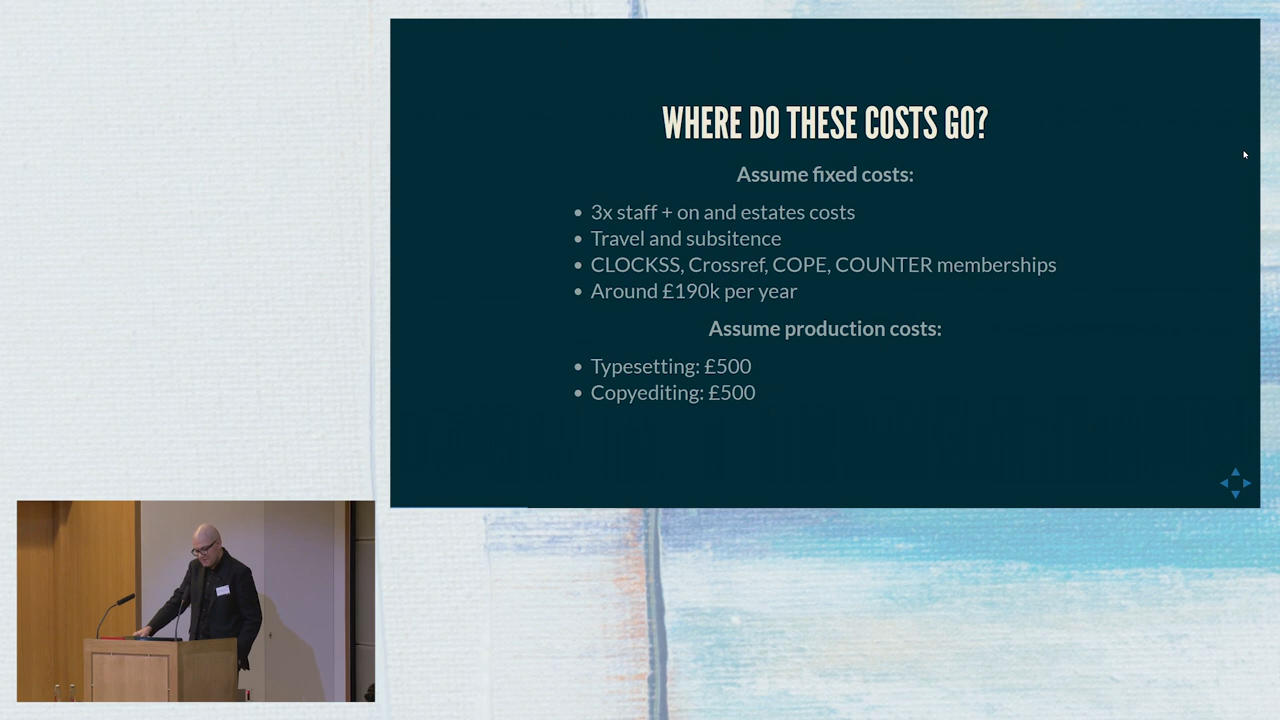 WHERE DO THESE COSTS GO?
Assume fixed costs:
• 3x staff + on and estates costs
• Travel and subsitence
• CLOCKSS, Crossref, COPE, COUNTER memberships
• Around £190k per year
Assume production costs:
• Typesetting: £500
• Copyediting: £500